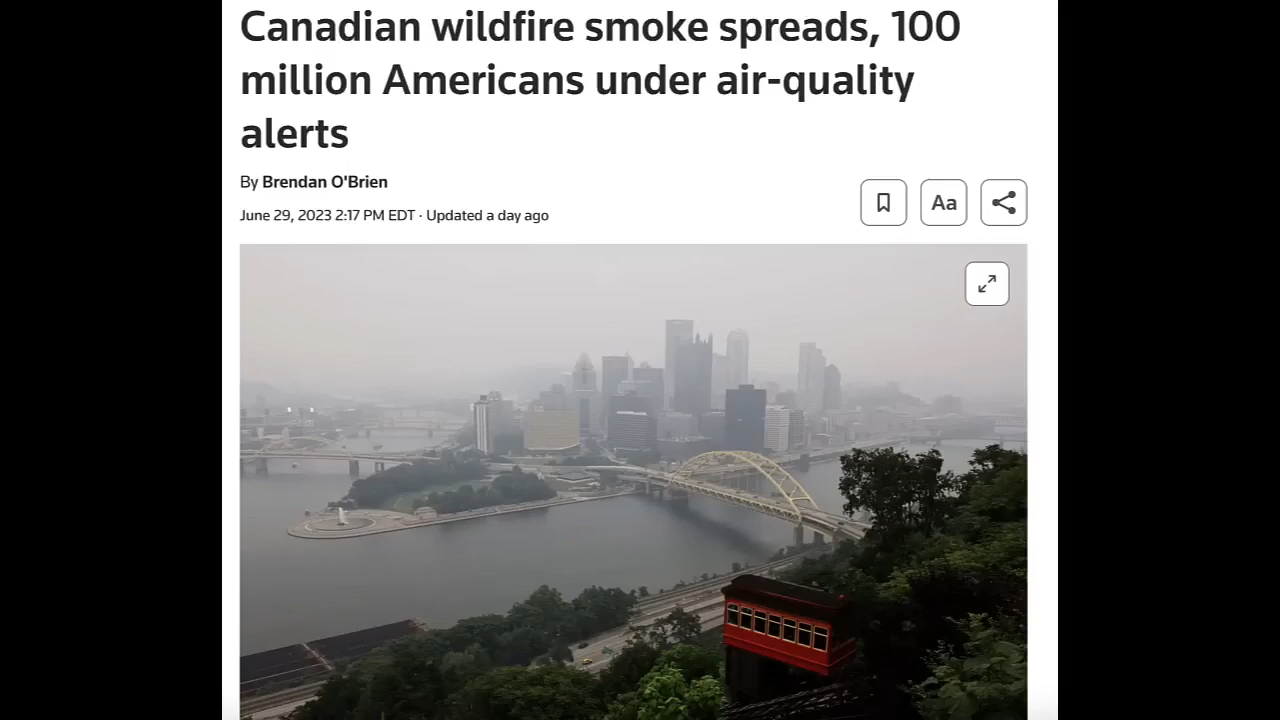 Canadian wildfire smoke spreads, 100
million Americans under air-quality
alerts
By Brendan O'Brien
June 29, 2023 2:17 PM EDT · Updated a day ago
Aa